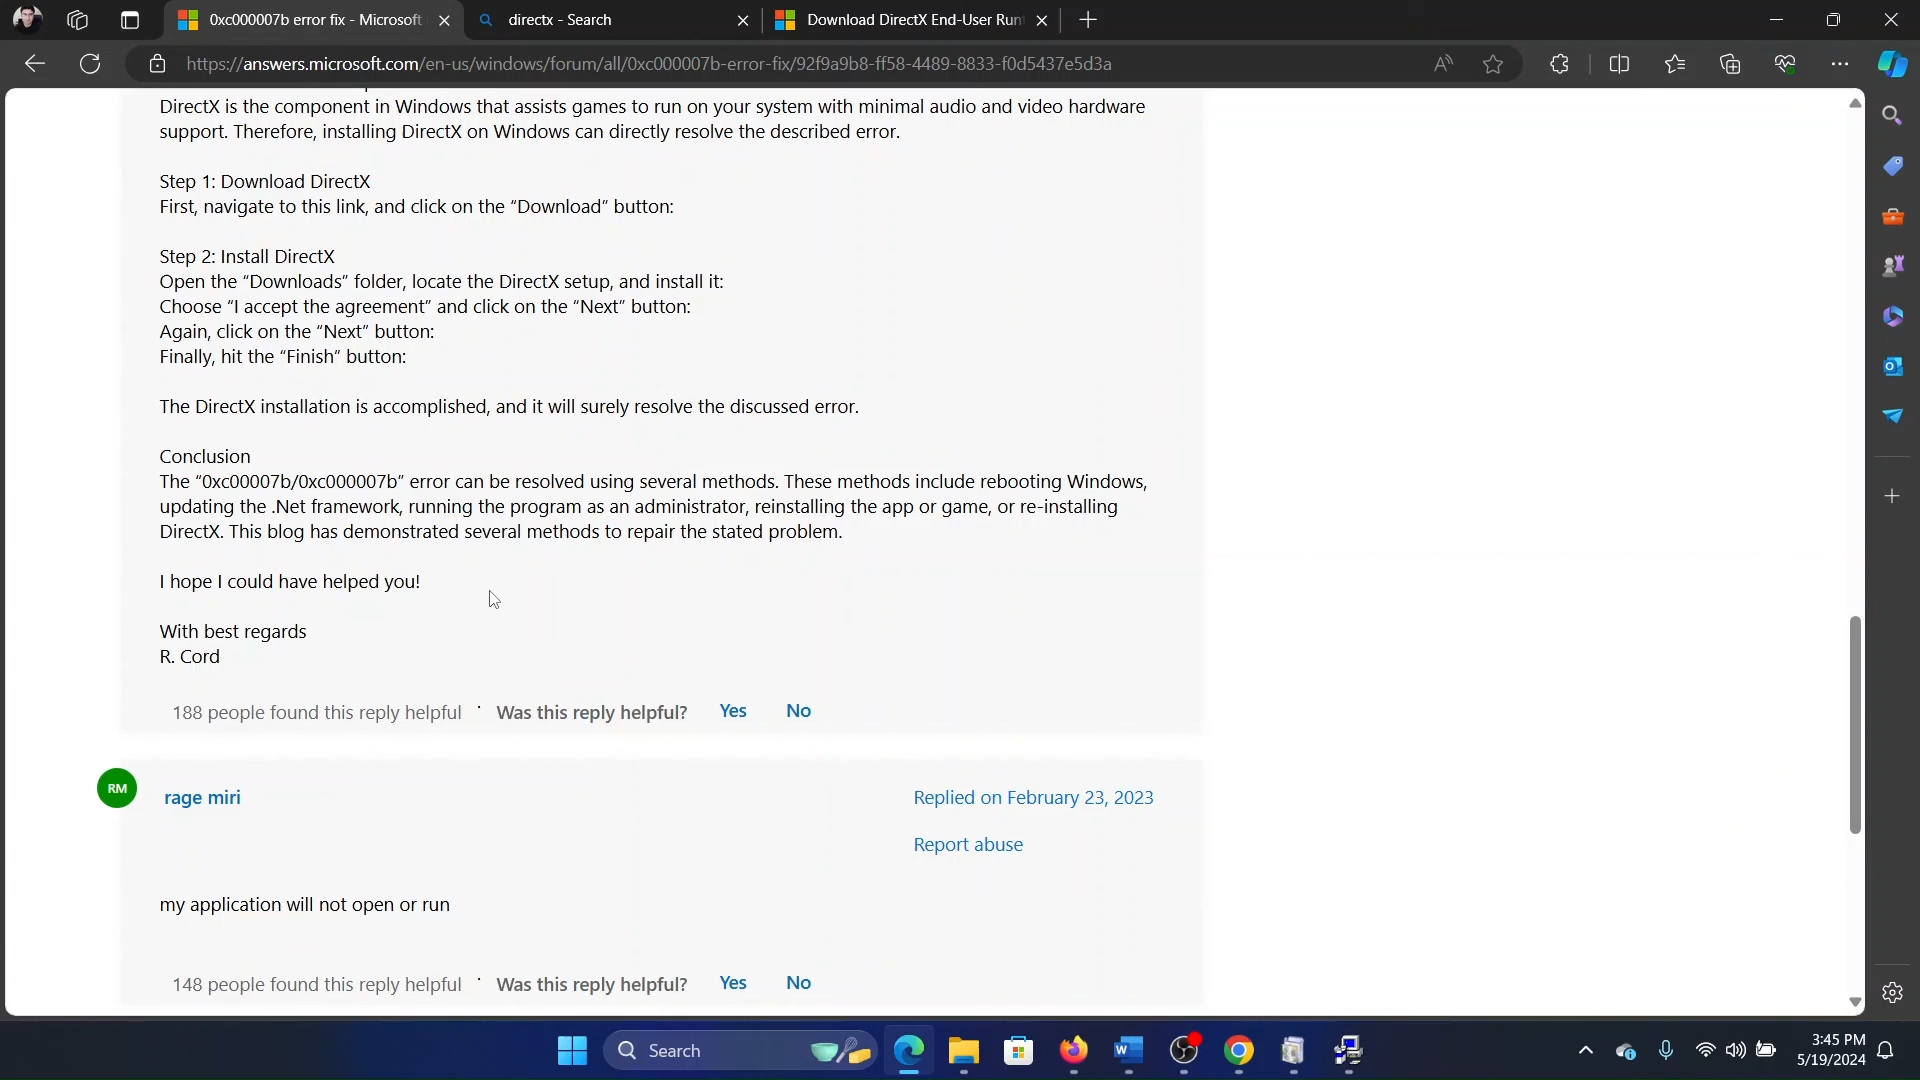 0xc000007b error fix - Microsoft
directx - Search
Download DirectX End-User Run
https://answers.microsoft.com/en-us/windows/forum/all/0xc000007b-error-fix/92f9a9b8-ff58-4489-8833-f0d5437e5d3a
DirectX is the component in Windows that assists games to run on your system with minimal audio and video hardware
support. Therefore, installing DirectX on Windows can directly resolve the described error.
Step 1: Download DirectX
First, navigate to this link, and click on the “Download” button:
Step 2: Install DirectX
Open the “Downloads” folder, locate the DirectX setup, and install it:
Choose “I accept the agreement” and click on the “Next” button:
Again, click on the “Next” button:
Finally, hit the “Finish” button:
The DirectX installation is accomplished, and it will surely resolve the discussed error.
Conclusion
The “0xc00007b/0xc000007b” error can be resolved using several methods. These methods include rebooting Windows,
updating the .Net framework, running the program as an administrator, reinstalling the app or game, or re-installing
DirectX. This blog has demonstrated several methods to repair the stated problem.
I hope I could have helped you!
With best regards
R. Cord
188 people found this reply helpful · Was this reply helpful? Yes No
RM
rage miri
Replied on February 23, 2023
Report abuse
my application will not open or run
148 people found this reply helpful · Was this reply helpful? Yes No
Search
3:45 PM
5/19/2024